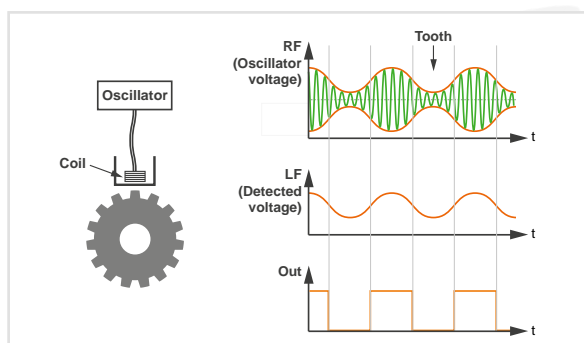 Oscillator
Coil
Tooth
RF
(Oscillator
voltage)
t
LF
(Detected
voltage)
t
Out
t